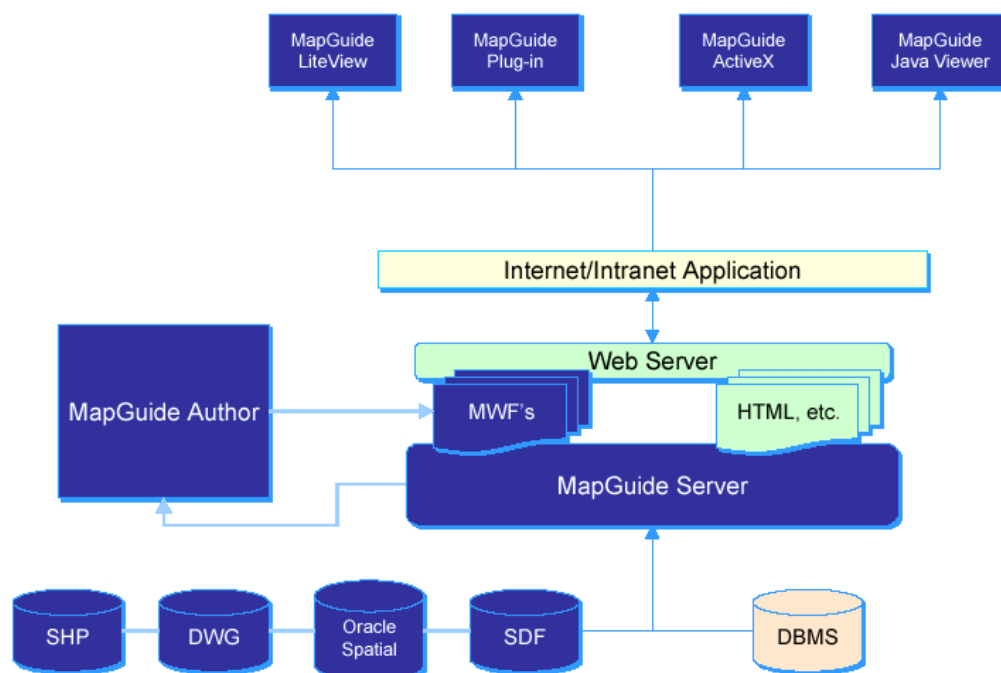 MapGuide
LiteView
MapGuide
Plug-in
MapGuide
ActiveX
MapGuide
Java Viewer
Internet/Intranet Application
Web Server
MapGuide Author
MWF's
HTML, etc.
MapGuide Server
SHP
DWG
Oracle
Spatial
SDF
DBMS